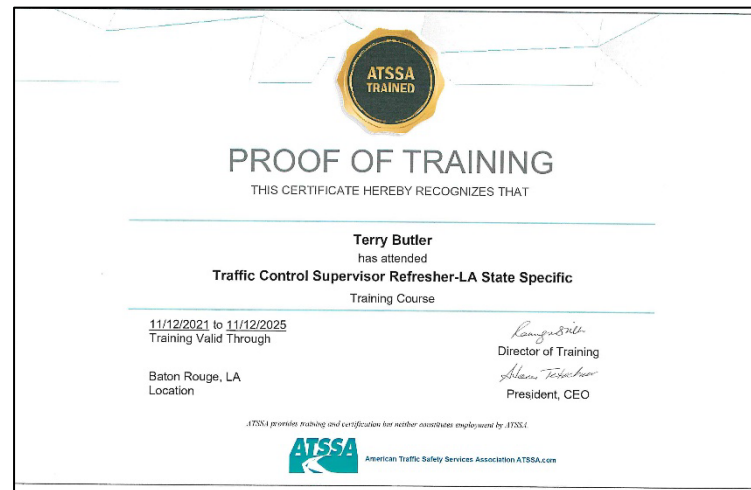 ATSSA
TRAINED
PROOF OF TRAINING
THIS CERTIFICATE HEREBY RECOGNIZES THAT
Terry Butler
has attended
Traffic Control Supervisor Refresher-LA State Specific
Training Course
11/12/2021 to 11/12/2025
Training Valid Through
Director of Training
Baton Rouge, LA
Location
President, CEO
ATSSA provides training and certification but neither constitutes employment by ATSSA.
ATSSA
American Traffic Safety Services Association ATSSA.com